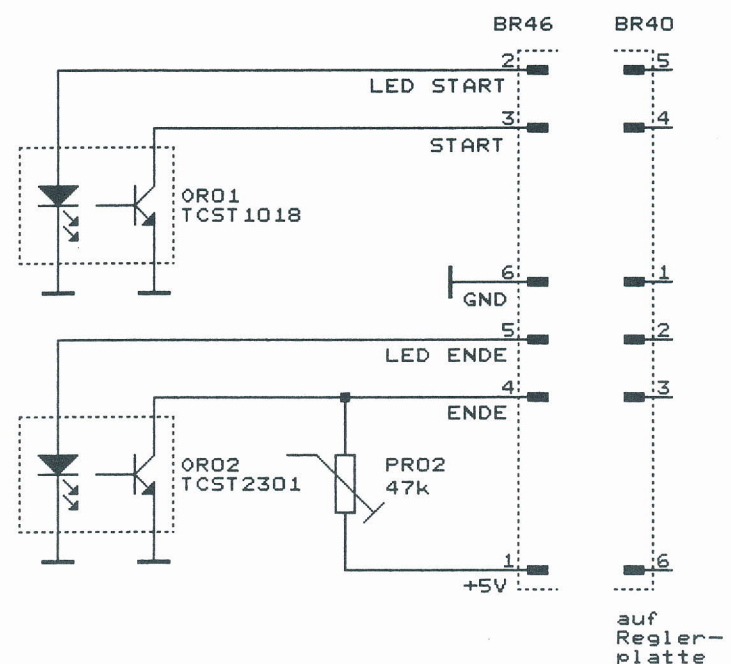 BR46 BR40
2 5
LED START
3 4
START
OR01
TCST1018
6 1
GND
5 2
LED ENDE
4 3
ENDE
OR02
TCST2301
PR02
47k
1 6
+5V
auf
Regler-
platte